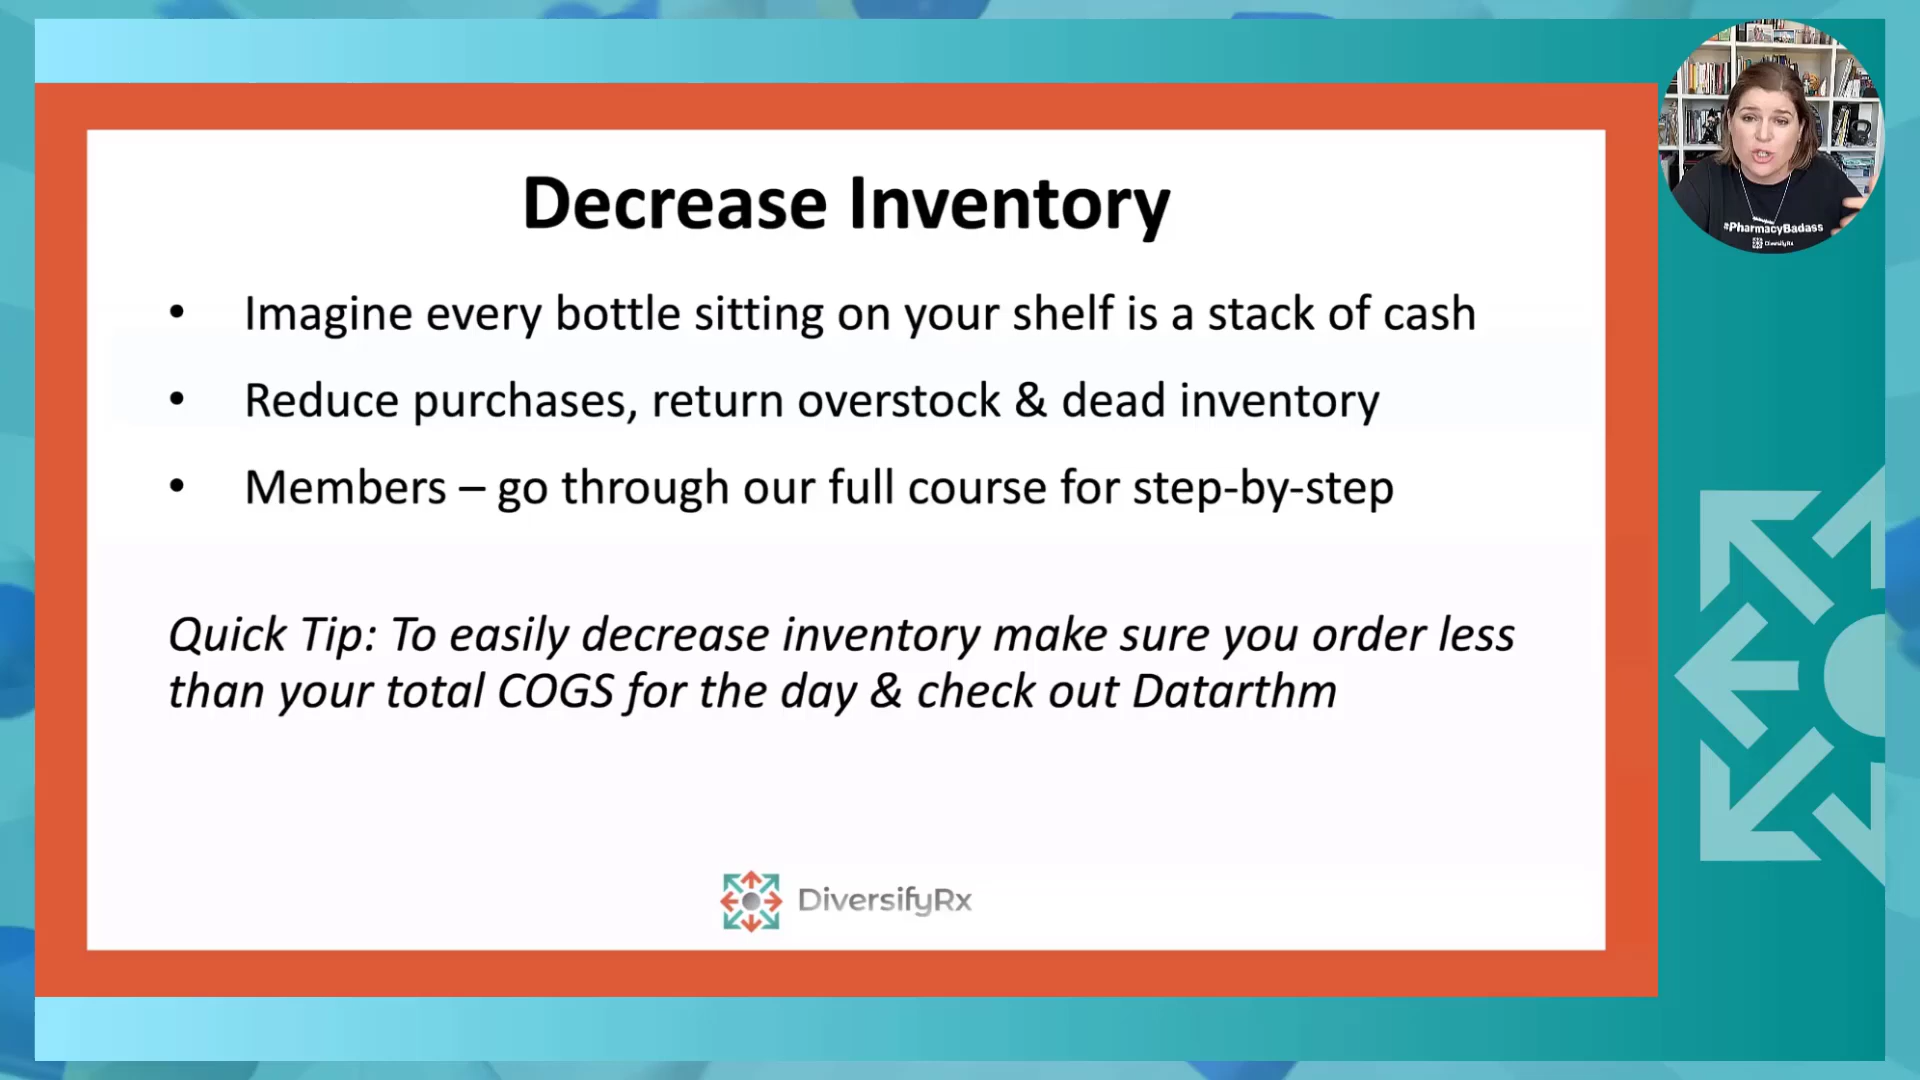 Decrease Inventory
• Imagine every bottle sitting on your shelf is a stack of cash
• Reduce purchases, return overstock & dead inventory
• Members – go through our full course for step-by-step
Quick Tip: To easily decrease inventory make sure you order less
than your total COGS for the day & check out Datarthm
DiversifyRx
#PharmacyBadass
DiversifyRx